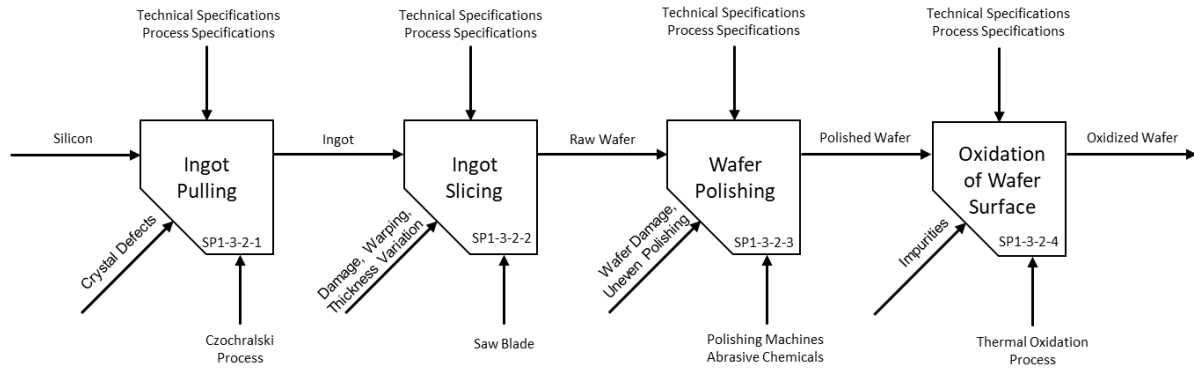 Technical Specifications
Process Specifications
Technical Specifications
Process Specifications
Technical Specifications
Process Specifications
Technical Specifications
Process Specifications
Silicon
Ingot
Pulling
SP1-3-2-1
Crystal Defects
Czochralski
Process
Ingot
Ingot
Slicing
SP1-3-2-2
Damage, Warping,
Thickness Variation
Saw Blade
Raw Wafer
Wafer
Polishing
SP1-3-2-3
Wafer Damage,
Uneven Polishing
Polishing Machines
Abrasive Chemicals
Polished Wafer
Oxidation
of Wafer
Surface
SP1-3-2-4
Impurities
Thermal Oxidation
Process
Oxidized Wafer